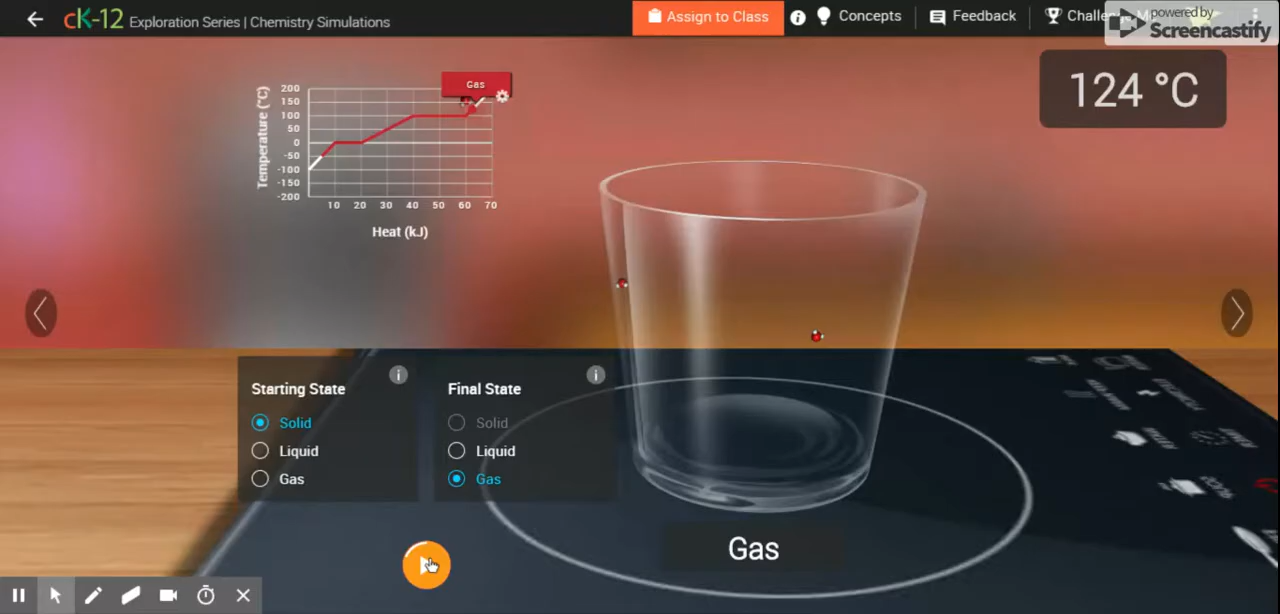 cK-12 Exploration Series | Chemistry Simulations
Assign to Class
Concepts
Feedback
powered by
Screencastify
124 °C
Gas
Temperature (°C)
200
150
100
50
0
-50
-100
-150
-200
10 20 30 40 50 60 70
Heat (kJ)
Starting State
Solid
Liquid
Gas
Final State
Solid
Liquid
Gas
Gas